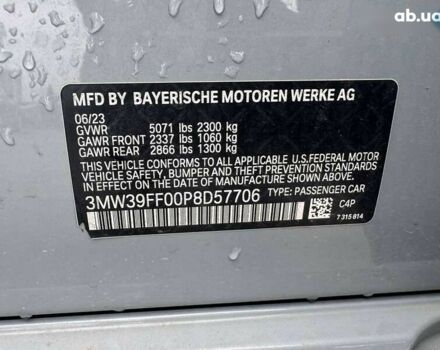 ab.ua
MFD BY BAYERISCHE MOTOREN WERKE AG
06/23
GVWR 5071 lbs 2300 kg
GAWR FRONT 2337 lbs 1060 kg
GAWR REAR 2866 lbs 1300 kg
THIS VEHICLE CONFORMS TO ALL APPLICABLE U.S.FEDERAL MOTOR
VEHICLE SAFETY, BUMPER, AND THEFT PREVENTION STANDARDS
IN EFFECT ON THE DATE OF MANUFACTURE SHOWN ABOVE.
3MW39FF00P8D57706 TYPE: PASSENGER CAR
C4P
7 315 814